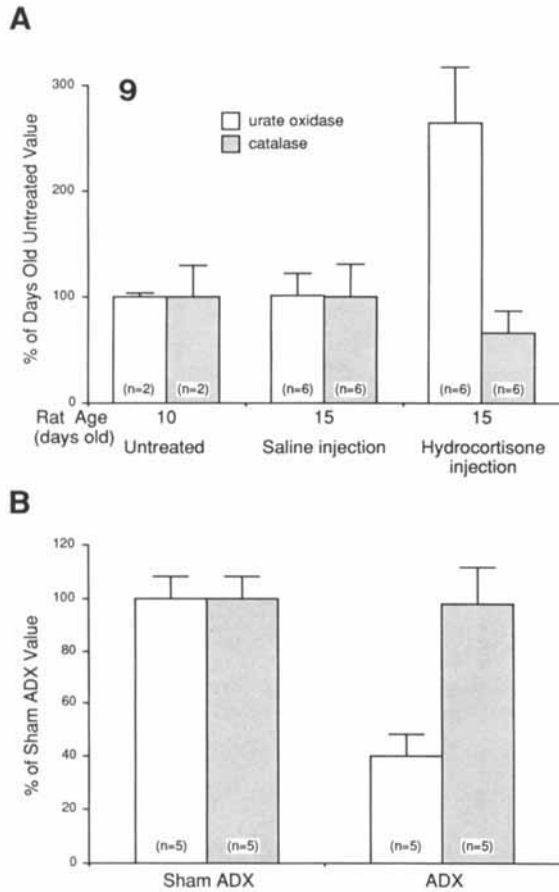 A
9
% of Days Old Untreated Value
300
200
100
0
urate oxidase
catalase
(n=2) (n=2) (n=6) (n=6) (n=6) (n=6)
Rat Age 10 15 15
(days old)
Untreated Saline injection Hydrocortisone
injection
B
% of Sham ADX Value
120
100
80
60
40
20
0
(n=5) (n=5) (n=5) (n=5)
Sham ADX ADX